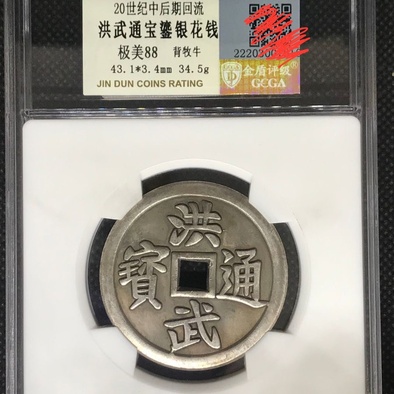 20世纪中后期回流
洪武通宝鎏银花钱
极美88 背牧牛
43.1*3.4mm 34.5g
JIN DUN COINS RATING
金盾评级
GCGA
洪武通寶